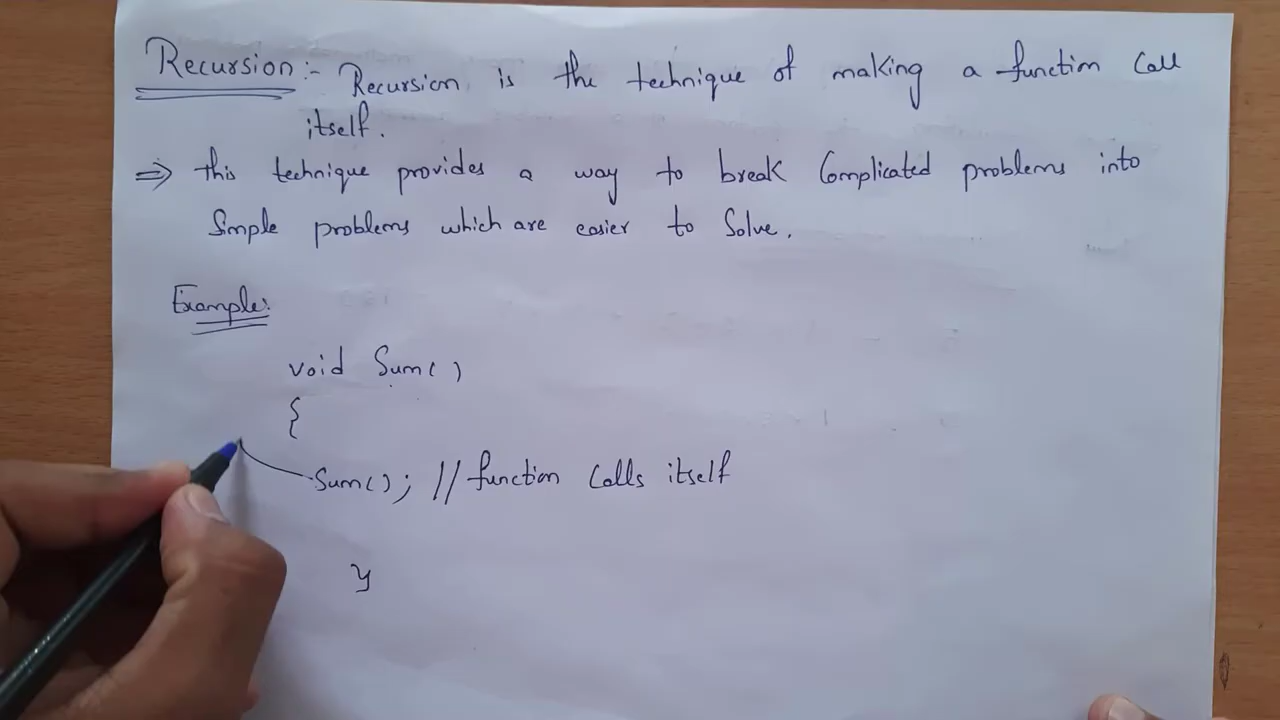 Recursion:- Recursion is the technique of making a function Call
itself.
⇒ this technique provides a way to break Complicated problems into
Simple problems which are easier to Solve.
Example:
void Sum()
{
Sum(); // function Calls itself
}